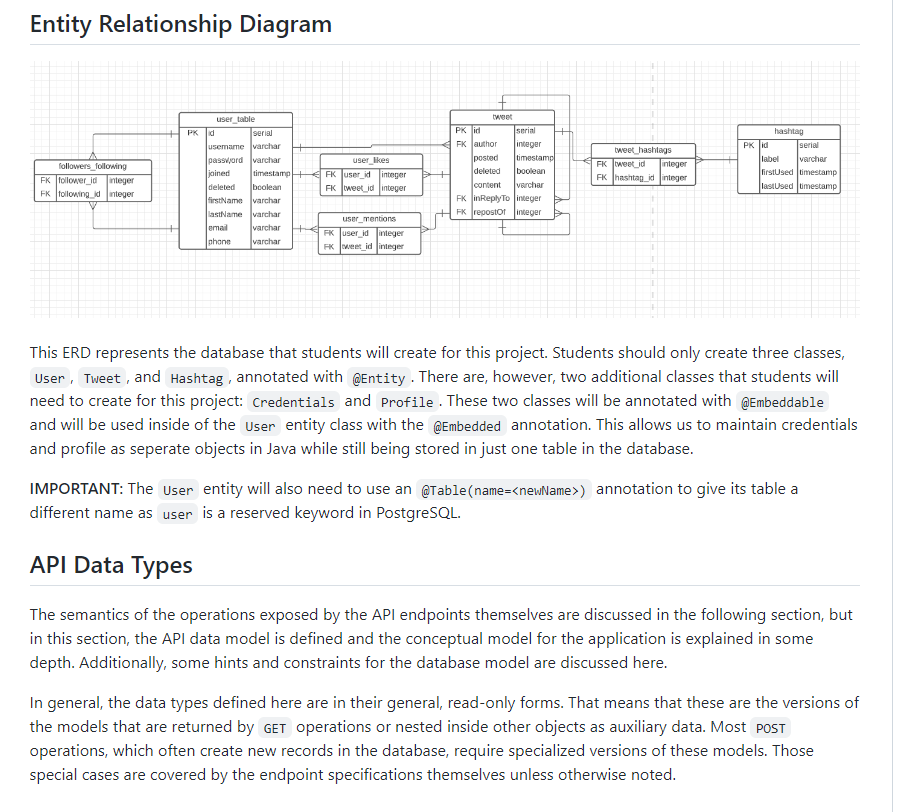 Entity Relationship Diagram
user_table
PK id serial
username varchar
password varchar
joined timestamp
deleted boolean
firstName varchar
lastName varchar
email varchar
phone varchar
followers_following
FK follower_id integer
FK following_id integer
user_likes
FK user_id integer
FK tweet_id integer
user_mentions
FK user_id integer
FK tweet_id integer
tweet
PK id serial
FK author integer
posted timestamp
deleted boolean
content varchar
FK inReplyTo integer
FK repostOf integer
tweet_hashtags
FK tweet_id integer
FK hashtag_id integer
hashtag
PK id serial
label varchar
firstUsed timestamp
lastUsed timestamp
This ERD represents the database that students will create for this project. Students should only create three classes,
User , Tweet , and Hashtag , annotated with @Entity . There are, however, two additional classes that students will
need to create for this project: Credentials and Profile . These two classes will be annotated with @Embeddable
and will be used inside of the User entity class with the @Embedded annotation. This allows us to maintain credentials
and profile as seperate objects in Java while still being stored in just one table in the database.
IMPORTANT: The User entity will also need to use an @Table(name=<newName>) annotation to give its table a
different name as user is a reserved keyword in PostgreSQL.
API Data Types
The semantics of the operations exposed by the API endpoints themselves are discussed in the following section, but
in this section, the API data model is defined and the conceptual model for the application is explained in some
depth. Additionally, some hints and constraints for the database model are discussed here.
In general, the data types defined here are in their general, read-only forms. That means that these are the versions of
the models that are returned by GET operations or nested inside other objects as auxiliary data. Most POST
operations, which often create new records in the database, require specialized versions of these models. Those
special cases are covered by the endpoint specifications themselves unless otherwise noted.